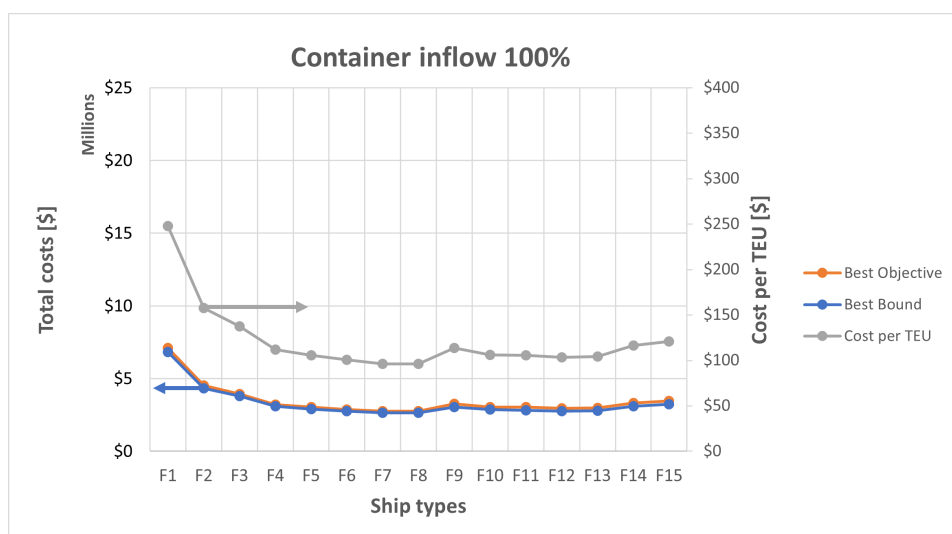 Container inflow 100%
Millions
Total costs [$]
$25
$20
$15
$10
$5
$0
$400
$350
$300
$250
$200
$150
$100
$50
$0
Cost per TEU [$]
F1 F2 F3 F4 F5 F6 F7 F8 F9 F10 F11 F12 F13 F14 F15
Ship types
Best Objective
Best Bound
Cost per TEU